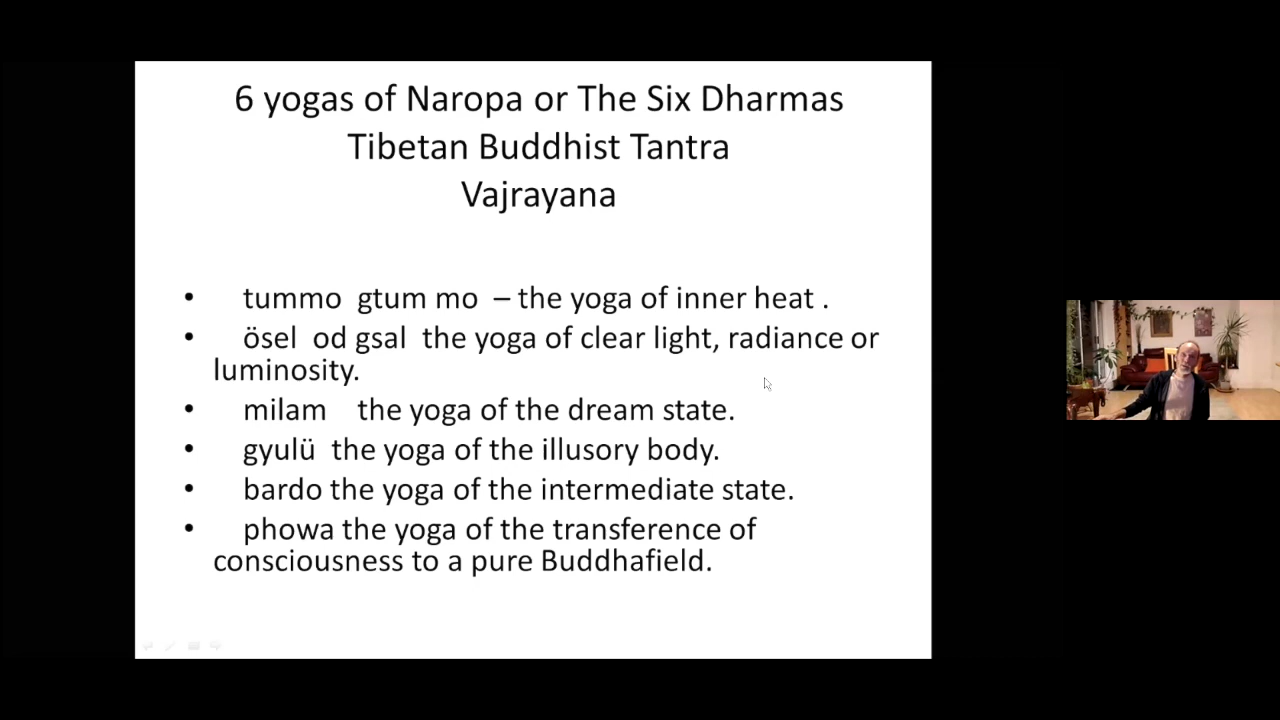 6 yogas of Naropa or The Six Dharmas
Tibetan Buddhist Tantra
Vajrayana
• tummo gtum mo – the yoga of inner heat .
• ösel od gsal the yoga of clear light, radiance or
luminosity.
• milam the yoga of the dream state.
• gyulü the yoga of the illusory body.
• bardo the yoga of the intermediate state.
• phowa the yoga of the transference of
consciousness to a pure Buddhafield.